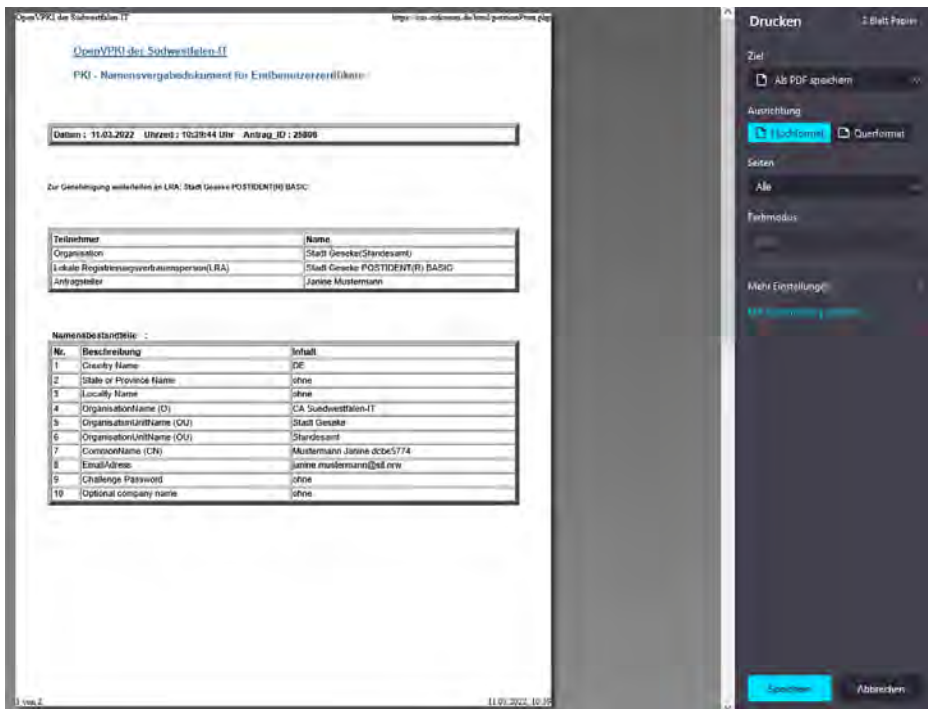 OpenVPKI der Südwestfalen-IT
OpenVPKI der Südwestfalen-IT
PKI - Namensvergabedokument für Endbenutzerzertifikate
Datum : 11.03.2022 Uhrzeit : 10:39:44 Uhr Antrag_ID : 25806
Zur Genehmigung weiterleiten an LRA: Stadt Geseke POSTIDENT(R) BASIC
Teilnehmer Name
Organisation Stadt Geseke(Standesamt)
Lokale Registrierungsvertrauensperson(LRA) Stadt Geseke POSTIDENT(R) BASIC
Antragsteller Janine Mustermann
Namensbestandteile :
Nr. Beschreibung Inhalt
1 Country Name DE
2 State or Province Name ohne
3 Locality Name ohne
4 OrganisationName (O) CA Suedwestfalen-IT
5 OrganisationUnitName (OU) Stadt Geseke
6 OrganisationUnitName (OU) Standesamt
7 CommonName (CN) Mustermann Janine dcbe5774
8 EmailAdress janine.mustermann@sit.nrw
9 Challenge Password ohne
10 Optional company name ohne
1 von 2 11.03.2022, 10:39
Drucken 2 Blatt Papier
Ziel
Als PDF speichern
Ausrichtung
Hochformat Querformat
Seiten
Alle
Farbmodus
Mehr Einstellungen
Speichern Abbrechen